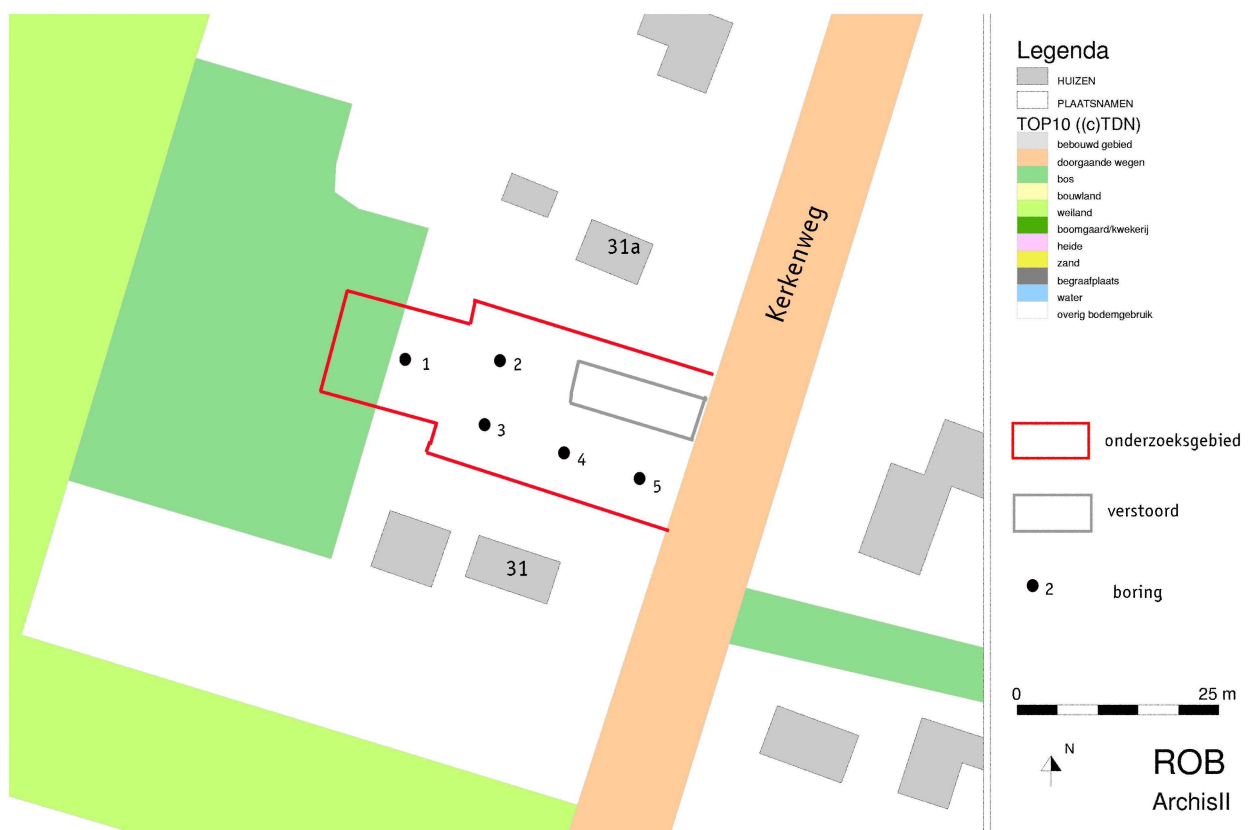 31a
Kerkenweg
1
2
3
4
5
31
Legenda
HUIZEN
PLAATSNAMEN
TOP10 ((c)TDN)
bebouwd gebied
doorgaande wegen
bos
bouwland
weiland
boomgaard/kwekerij
heide
zand
begraafplaats
water
overig bodemgebruik
onderzoeksgebied
verstoord
2 boring
0 25 m
N
ROB
ArchisII